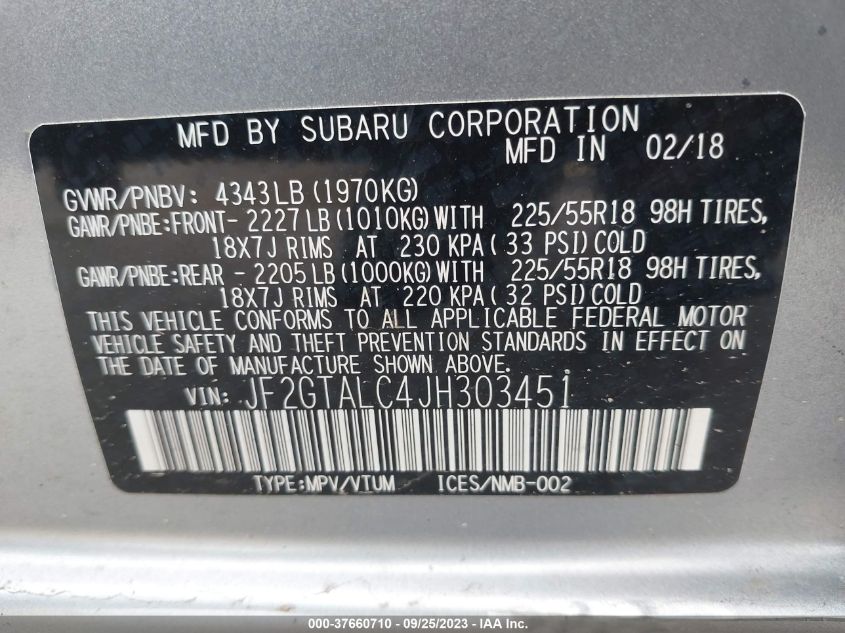 MFD BY SUBARU CORPORATION
MFD IN 02/18
GVWR/PNBV: 4343LB (1970KG)
GAWR/PNBE:FRONT- 2227LB (1010KG) WITH 225/55R18 98H TIRES,
18X7J RIMS AT 230 KPA( 33 PSI) COLD
GAWR/PNBE:REAR - 2205LB (1000KG) WITH 225/55R18 98H TIRES,
18X7J RIMS AT 220 KPA( 32 PSI) COLD
THIS VEHICLE CONFORMS TO ALL APPLICABLE FEDERAL MOTOR
VEHICLE SAFETY AND THEFT PREVENTION STANDARDS IN EFFECT ON
THE DATE OF MANUFACTURE SHOWN ABOVE.
VIN: JF2GTALC4JH303451
TYPE:MPV/VTUM ICES/NMB-002
000-37660710 - 09/25/2023 - © IAA, Inc.